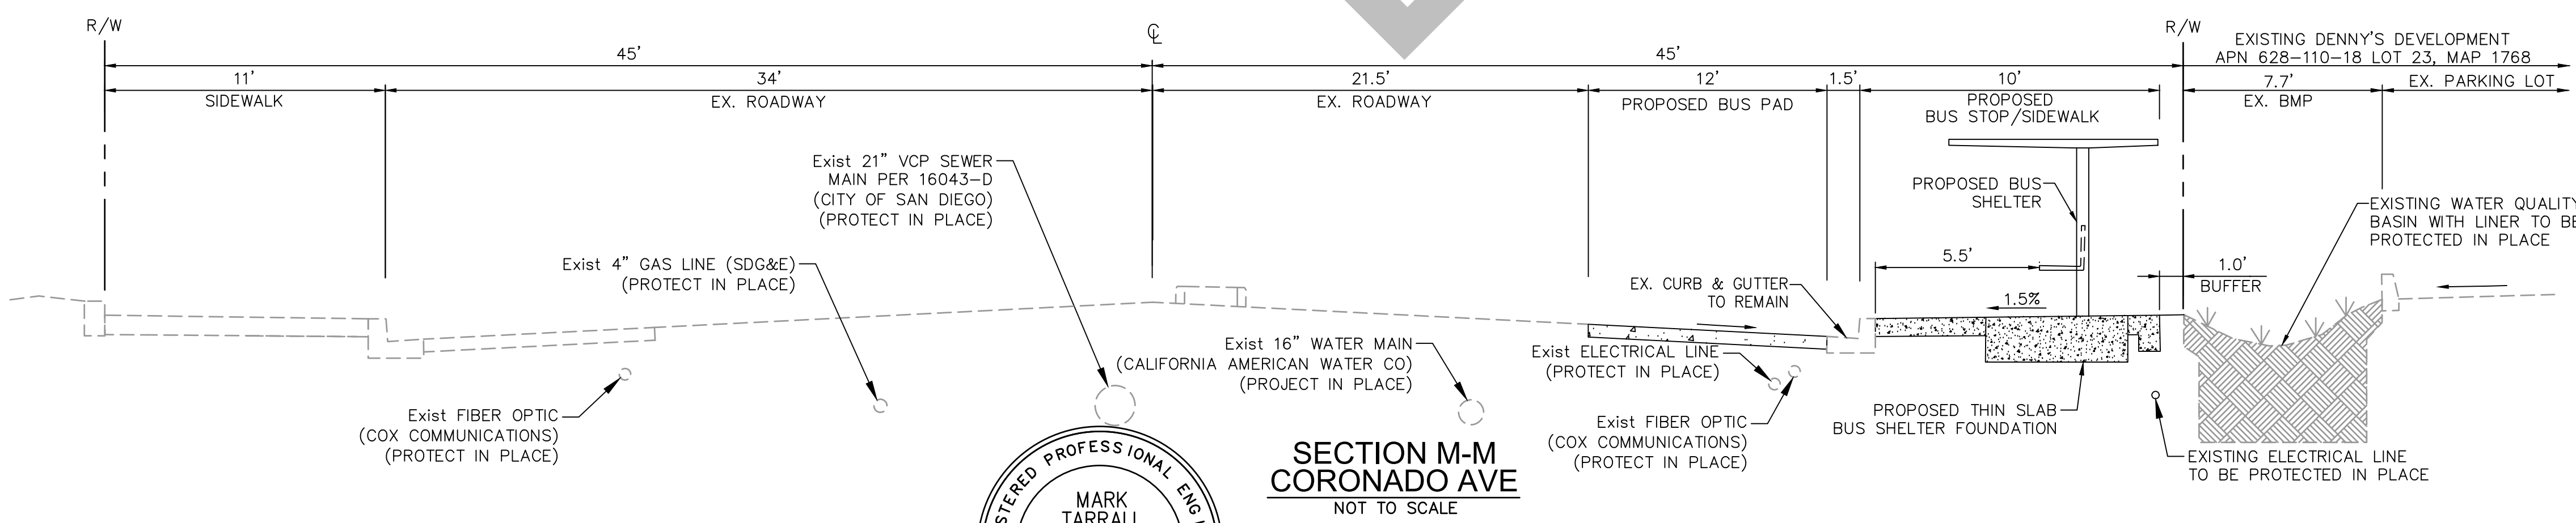 R/W
℄
R/W
45'
45'
EXISTING DENNY'S DEVELOPMENT
APN 628-110-18 LOT 23, MAP 1768
11'
34'
21.5'
12'
1.5'
10'
7.7'
EX. PARKING LOT
SIDEWALK
EX. ROADWAY
EX. ROADWAY
PROPOSED BUS PAD
PROPOSED
BUS STOP/SIDEWALK
EX. BMP
Exist 21" VCP SEWER
MAIN PER 16043-D
(CITY OF SAN DIEGO)
(PROTECT IN PLACE)
PROPOSED BUS
SHELTER
EXISTING WATER QUALITY
BASIN WITH LINER TO BE
PROTECTED IN PLACE
Exist 4" GAS LINE (SDG&E)
(PROTECT IN PLACE)
5.5'
1.0'
BUFFER
EX. CURB & GUTTER
TO REMAIN
1.5%
Exist 16" WATER MAIN
(CALIFORNIA AMERICAN WATER CO)
(PROJECT IN PLACE)
Exist ELECTRICAL LINE
(PROTECT IN PLACE)
Exist FIBER OPTIC
(COX COMMUNICATIONS)
(PROTECT IN PLACE)
Exist FIBER OPTIC
(COX COMMUNICATIONS)
(PROTECT IN PLACE)
PROPOSED THIN SLAB
BUS SHELTER FOUNDATION
EXISTING ELECTRICAL LINE
TO BE PROTECTED IN PLACE
SECTION M-M
CORONADO AVE
NOT TO SCALE
PROFESSIONAL
MARK
TARRALL